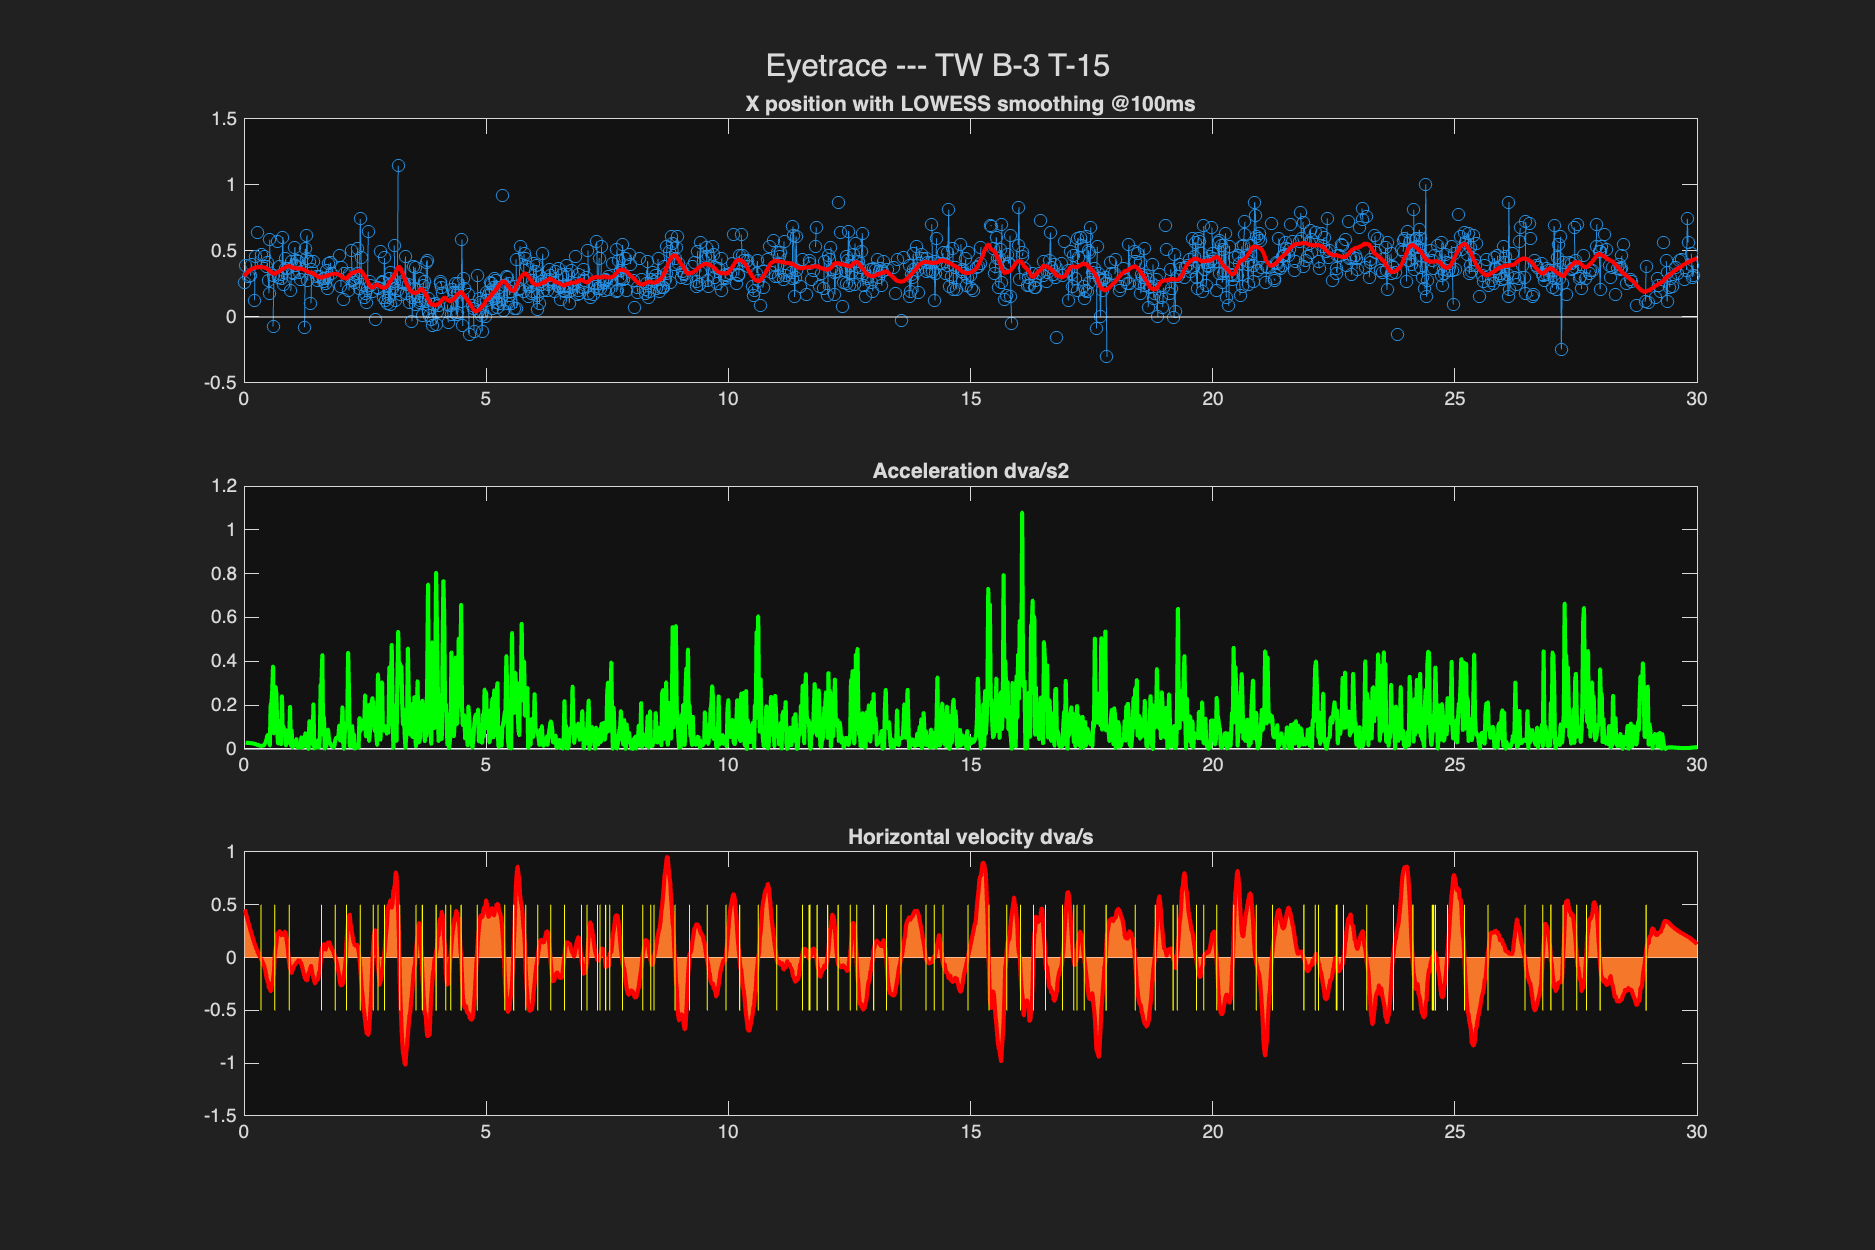 Eyetrace --- TW B-3 T-15
X position with LOWESS smoothing @100ms
1.5
1
0.5
0
-0.5
0 5 10 15 20 25 30
Acceleration dva/s2
1.2
1
0.8
0.6
0.4
0.2
0
0 5 10 15 20 25 30
Horizontal velocity dva/s
1
0.5
0
-0.5
-1
-1.5
0 5 10 15 20 25 30